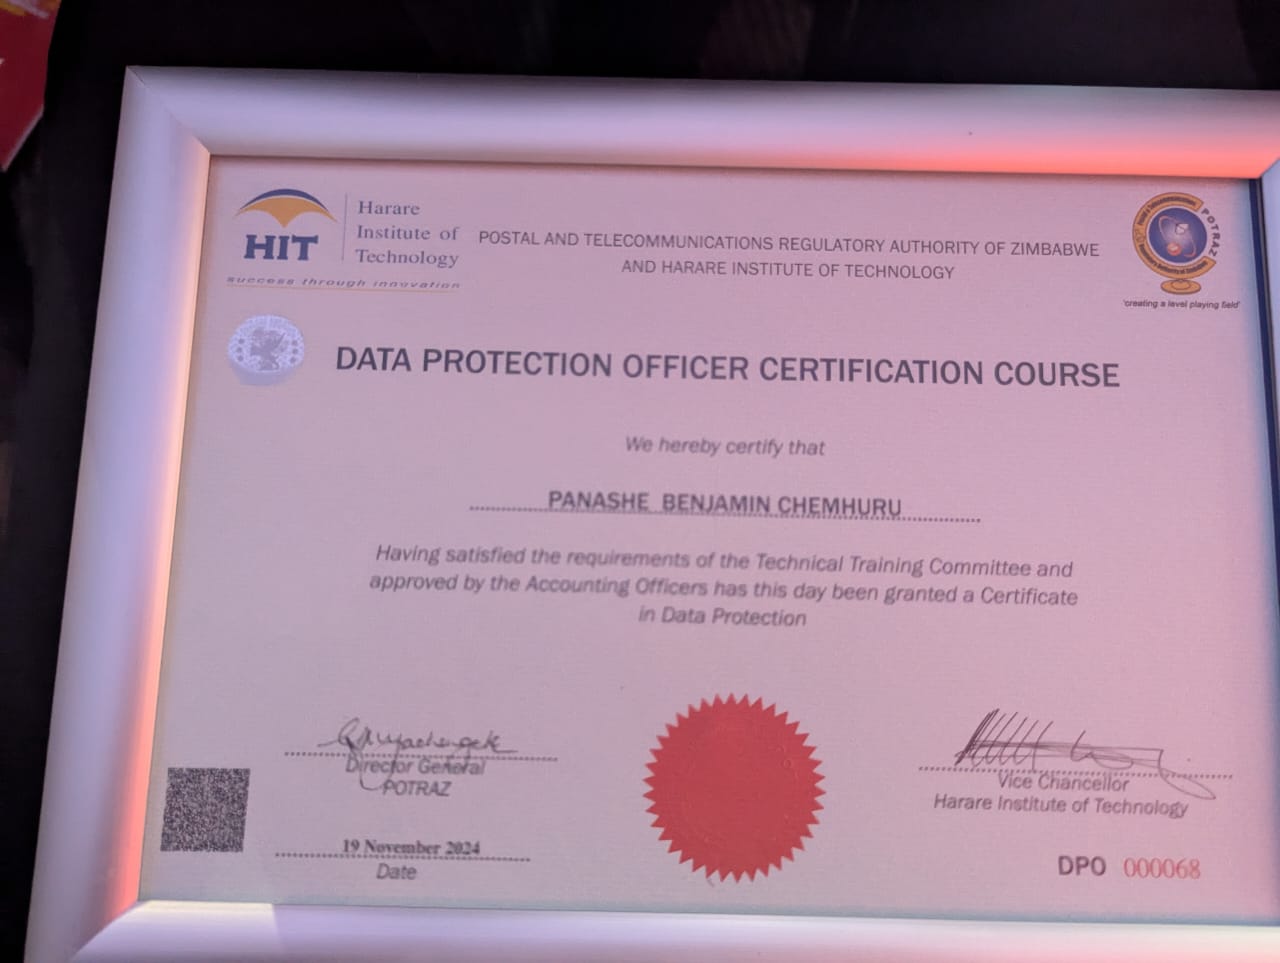 HIT
Harare
Institute of
Technology
success through innovation
POSTAL AND TELECOMMUNICATIONS REGULATORY AUTHORITY OF ZIMBABWE
AND HARARE INSTITUTE OF TECHNOLOGY
POTRAZ
'creating a level playing field'
DATA PROTECTION OFFICER CERTIFICATION COURSE
We hereby certify that
PANASHE BENJAMIN CHEMHURU
Having satisfied the requirements of the Technical Training Committee and
approved by the Accounting Officers has this day been granted a Certificate
in Data Protection
Director General
POTRAZ
19 November 2024
Date
Vice Chancellor
Harare Institute of Technology
DPO 000068